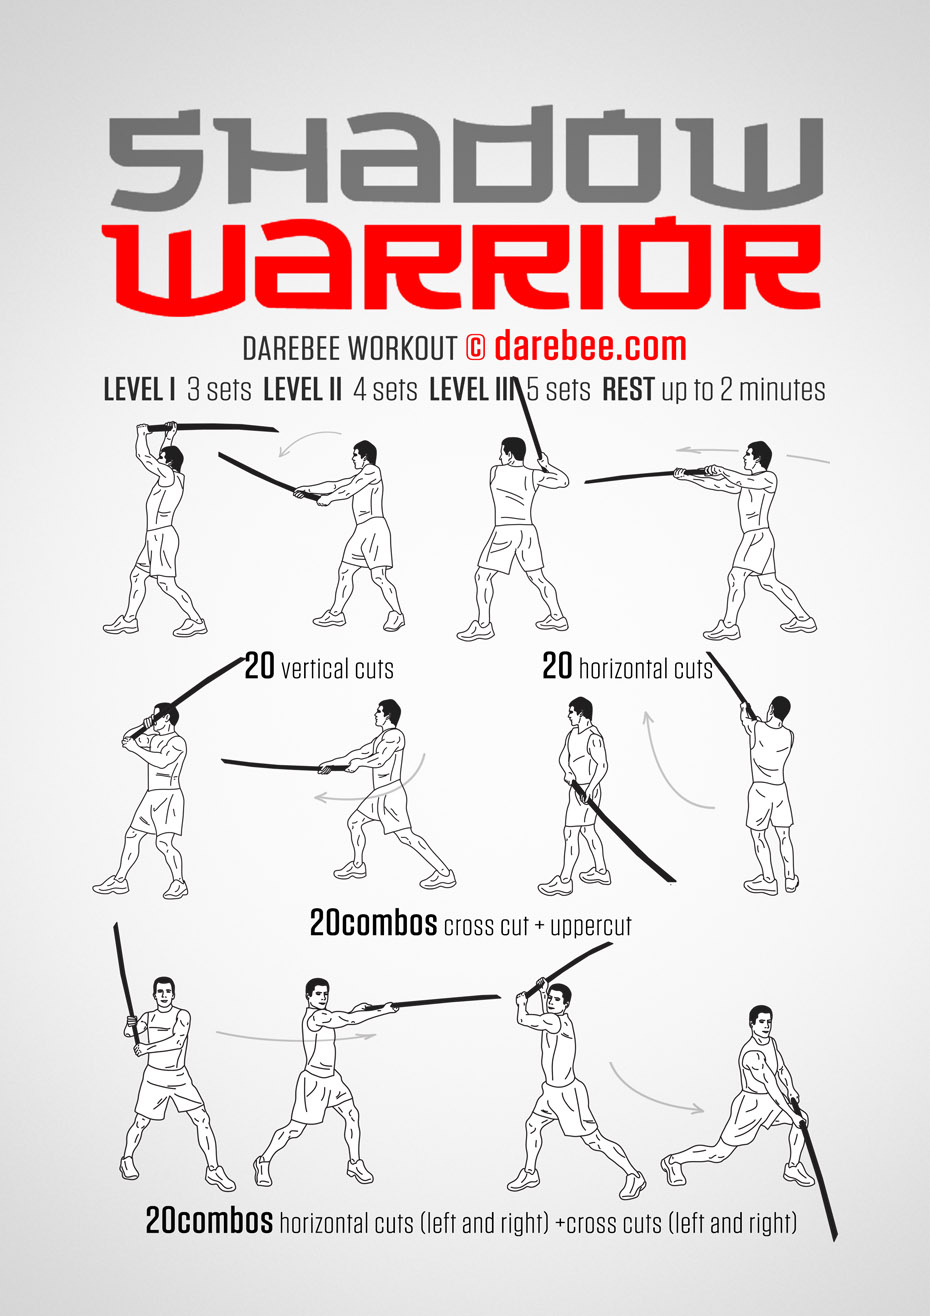 SHaDOW
WaRRIOR
DAREBEE WORKOUT © darebee.com
LEVEL I 3 sets LEVEL II 4 sets LEVEL III 5 sets REST up to 2 minutes
20 vertical cuts
20 horizontal cuts
20combos cross cut + uppercut
20combos horizontal cuts (left and right) +cross cuts (left and right)